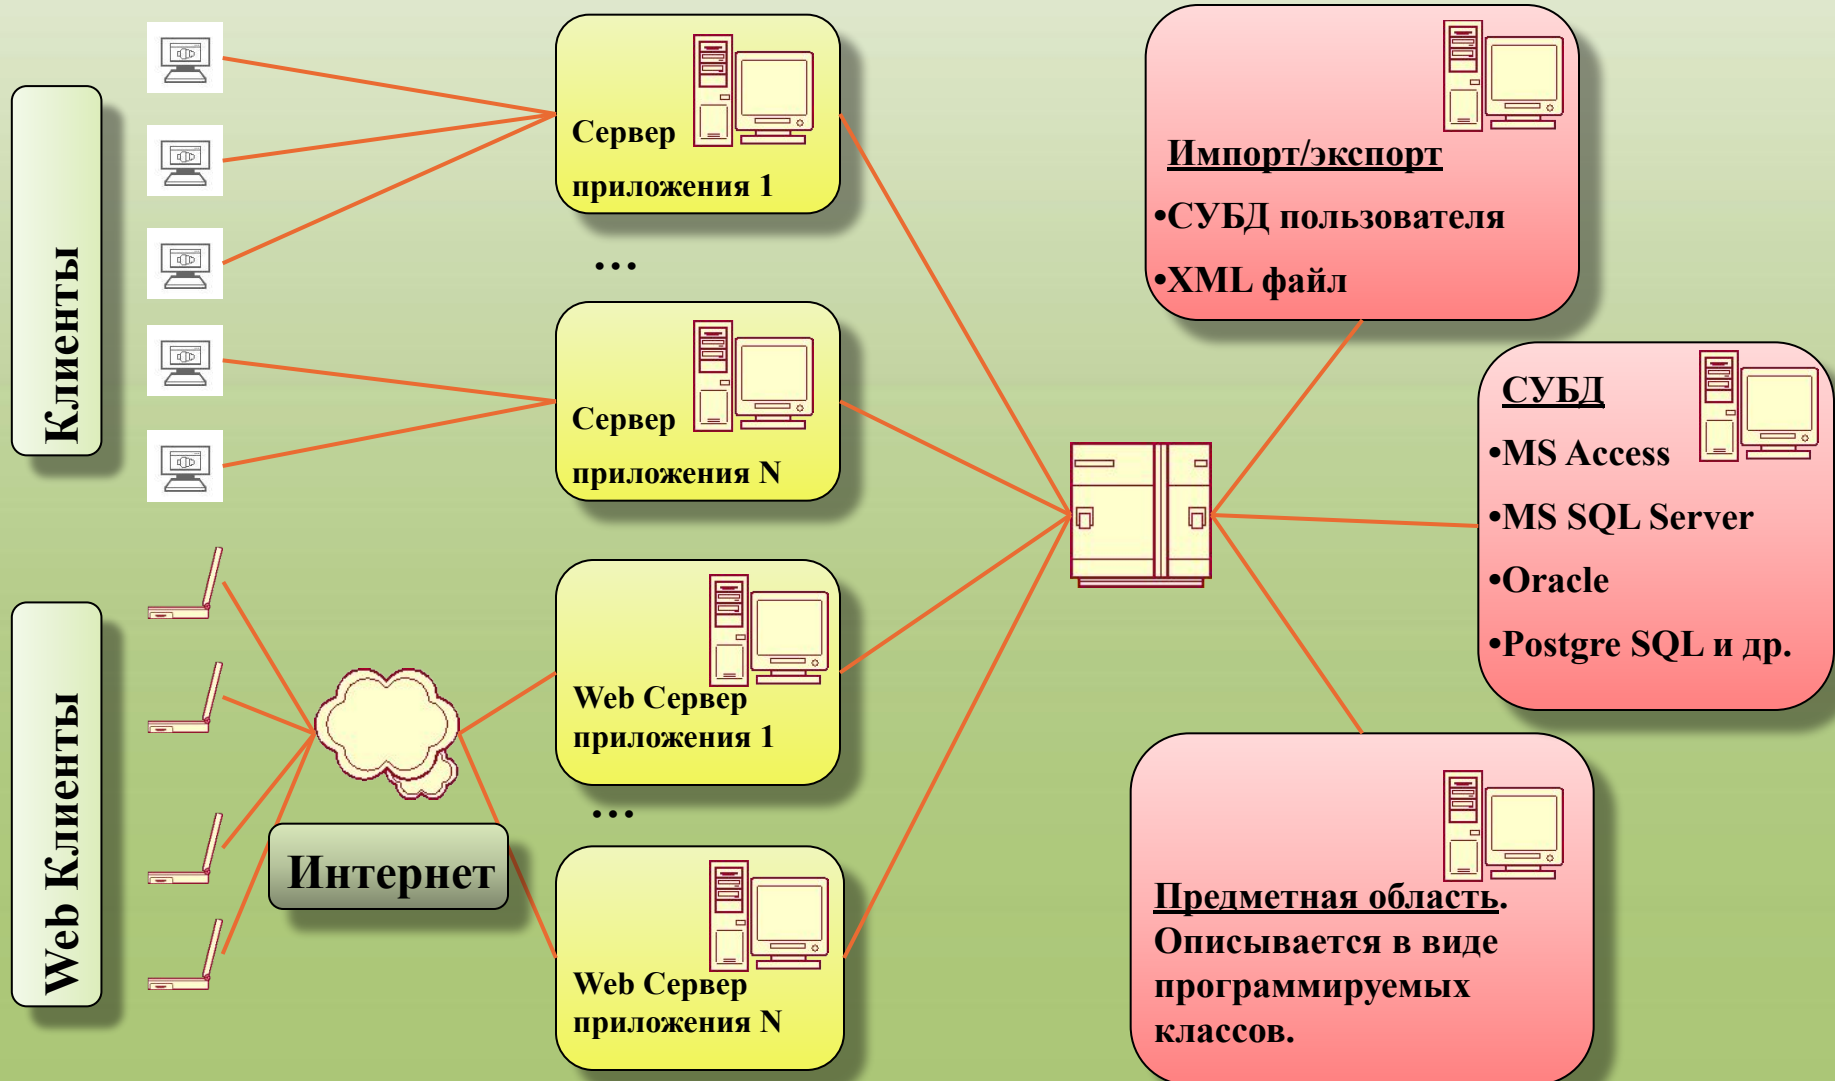 Клиенты
Сервер
приложения 1
...
Сервер
приложения N
Web Клиенты
Интернет
Web Сервер
приложения 1
...
Web Сервер
приложения N
Импорт/экспорт
•СУБД пользователя
•XML файл
СУБД
•MS Access
•MS SQL Server
•Oracle
•Postgre SQL и др.
Предметная область.
Описывается в виде
программируемых
классов.